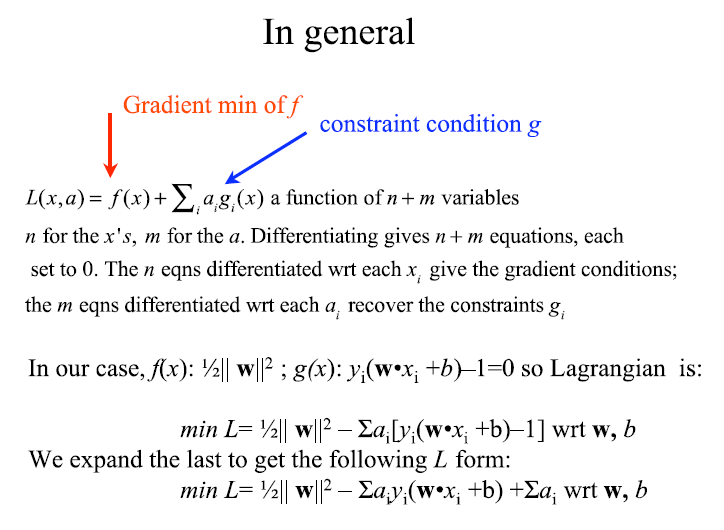 In general
Gradient min of f
constraint condition g
L(x,a) = f(x) + ∑ᵢ aᵢgᵢ(x) a function of n + m variables
n for the x's, m for the a. Differentiating gives n + m equations, each
set to 0. The n eqns differentiated wrt each xᵢ give the gradient conditions;
the m eqns differentiated wrt each aᵢ recover the constraints gᵢ
In our case, f(x): ½|| w||² ; g(x): yᵢ(w•xᵢ +b)–1=0 so Lagrangian is:
min L= ½|| w||² – Σaᵢ[yᵢ(w•xᵢ +b)–1] wrt w, b
We expand the last to get the following L form:
min L= ½|| w||² – Σaᵢyᵢ(w•xᵢ +b) +Σaᵢ wrt w, b